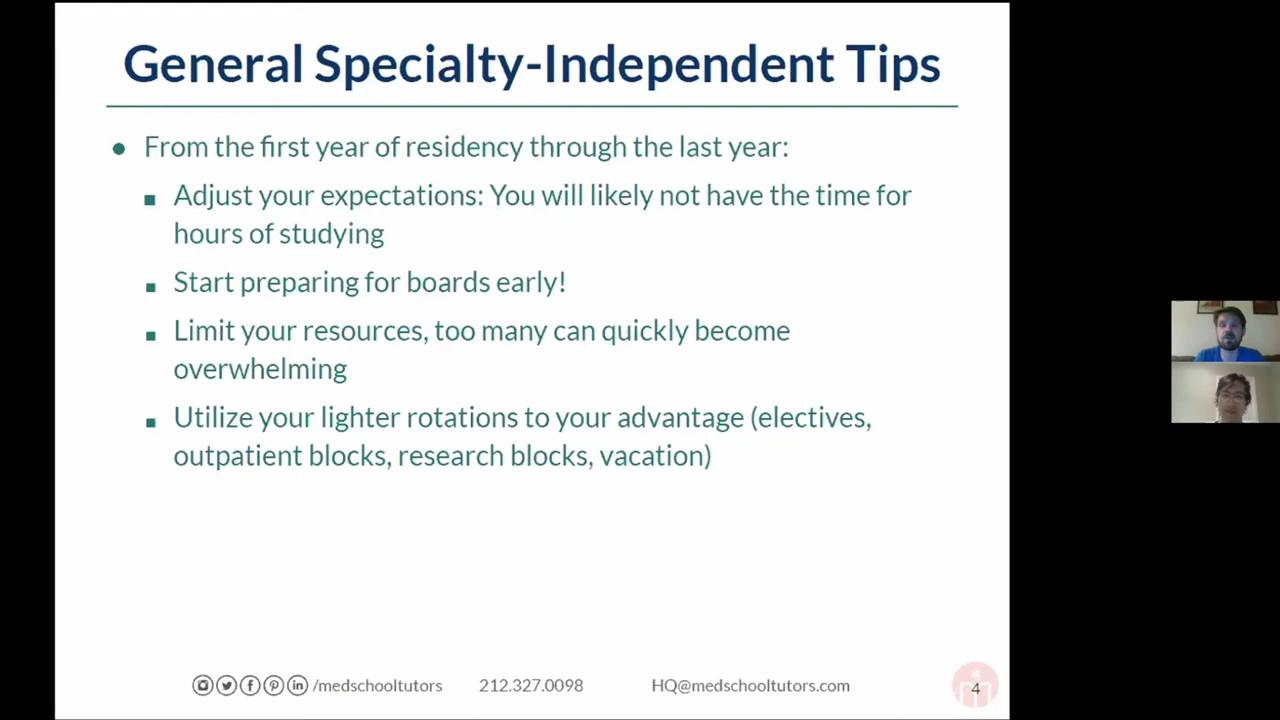 General Specialty-Independent Tips
● From the first year of residency through the last year:
▪ Adjust your expectations: You will likely not have the time for
hours of studying
▪ Start preparing for boards early!
▪ Limit your resources, too many can quickly become
overwhelming
▪ Utilize your lighter rotations to your advantage (electives,
outpatient blocks, research blocks, vacation)
/medschooltutors 212.327.0098 HQ@medschooltutors.com 4